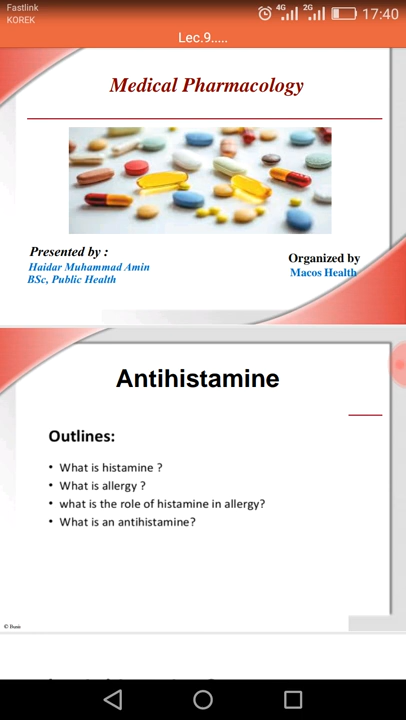 Fastlink
KOREK
4G 2G 17:40
Lec.9.....
Medical Pharmacology
Presented by :
Haidar Muhammad Amin
BSc, Public Health
Organized by
Macos Health
Antihistamine
Outlines:
• What is histamine ?
• What is allergy ?
• what is the role of histamine in allergy?
• What is an antihistamine?